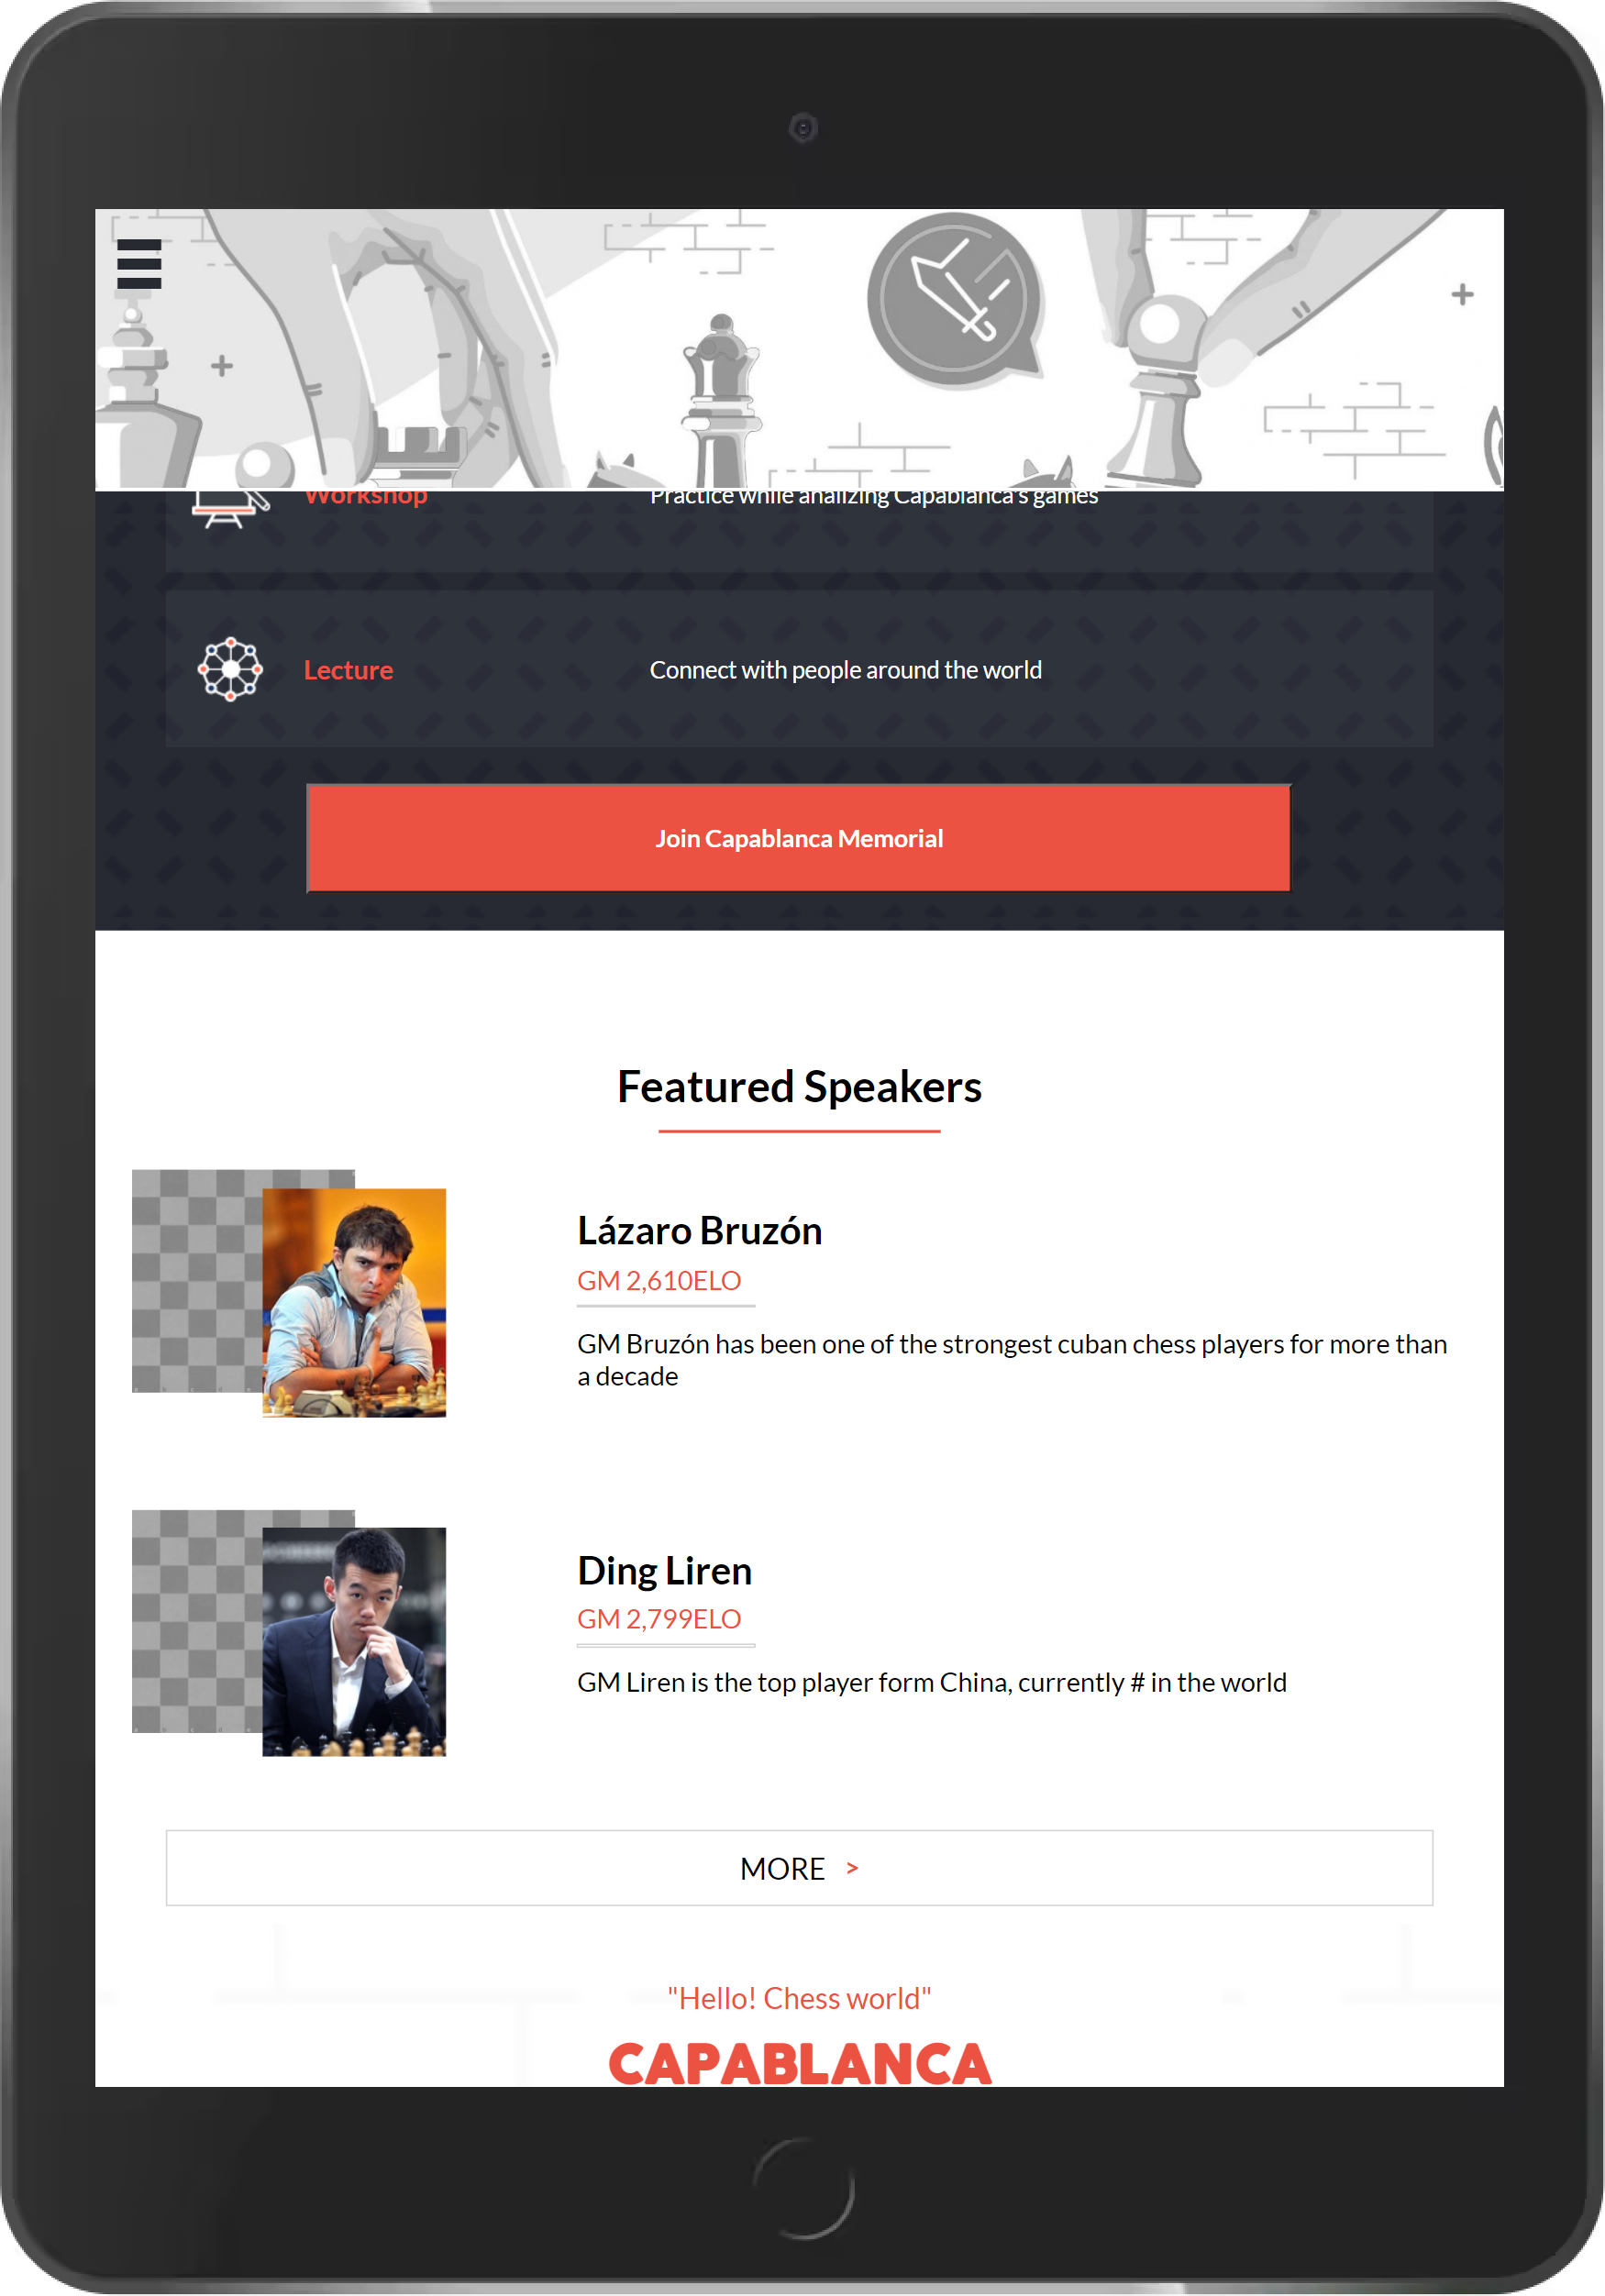 Workshop
Practice while analizing Capablanca's games
Lecture
Connect with people around the world
Join Capablanca Memorial
Featured Speakers
Lázaro Bruzón
GM 2,610ELO
GM Bruzón has been one of the strongest cuban chess players for more than
a decade
Ding Liren
GM 2,799ELO
GM Liren is the top player form China, currently # in the world
MORE >
"Hello! Chess world"
CAPABLANCA